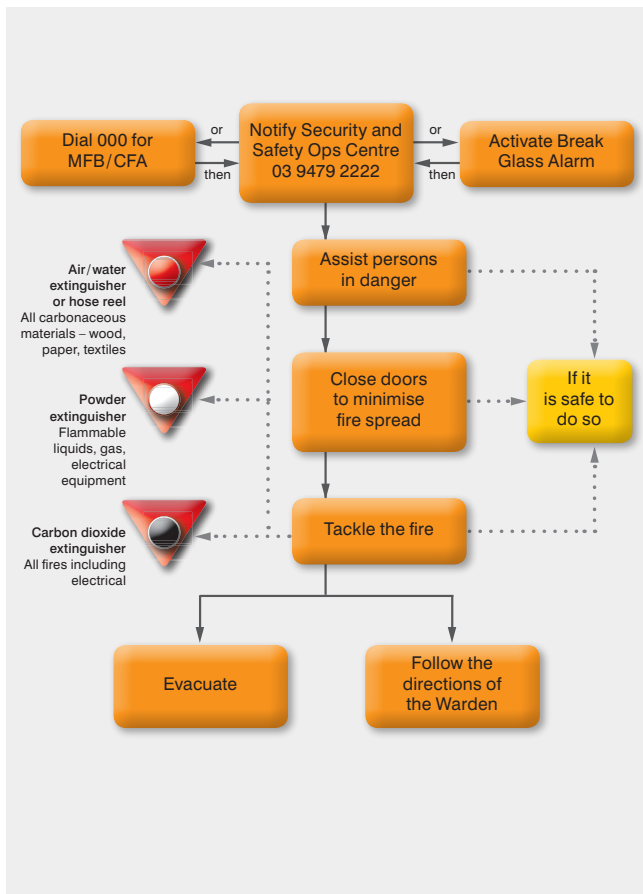 or
Dial 000 for
MFB/CFA
then
Notify Security and
Safety Ops Centre
03 9479 2222
or
Activate Break
Glass Alarm
then
Assist persons
in danger
Air/water
extinguisher
or hose reel
All carbonaceous
materials – wood,
paper, textiles
Close doors
to minimise
fire spread
If it
is safe to
do so
Powder
extinguisher
Flammable
liquids, gas,
electrical
equipment
Tackle the fire
Carbon dioxide
extinguisher
All fires including
electrical
Evacuate
Follow the
directions of
the Warden